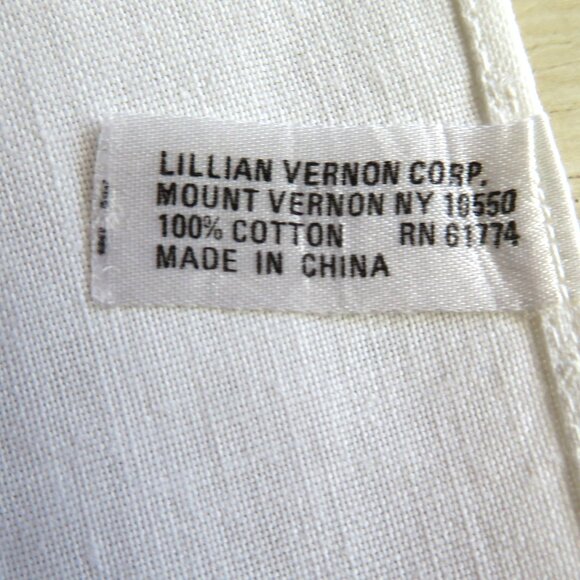 LILLIAN VERNON CORP.
MOUNT VERNON NY 10550
100% COTTON RN 61774
MADE IN CHINA